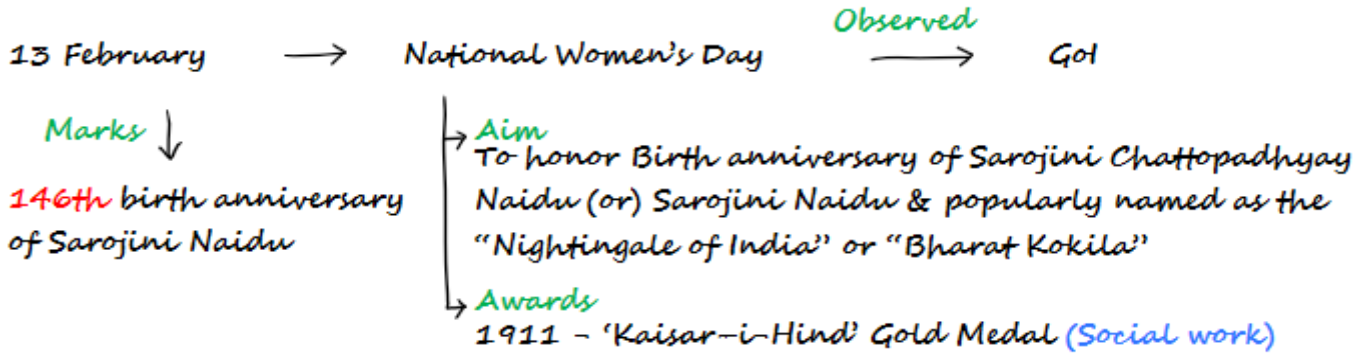 Observed
13 February → National Women's Day → GoI
Marks
Aim
To honor Birth anniversary of Sarojini Chattopadhyay
146th birth anniversary
Naidu (or) Sarojini Naidu & popularly named as the
of Sarojini Naidu
"Nightingale of India" or "Bharat Kokila"
Awards
1911 - 'Kaisar-i-Hind' Gold Medal (Social work)